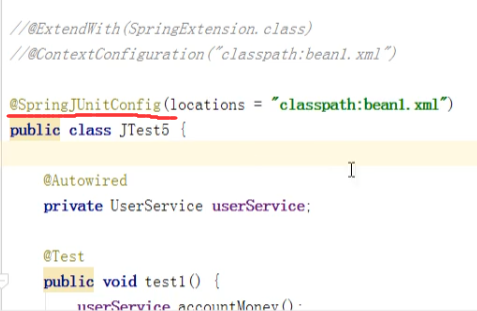 //@ExtendWith(SpringExtension.class)
//@ContextConfiguration("classpath:bean1.xml")
@SpringJUnitConfig(locations = "classpath:bean1.xml")
public class JTest5 {
@Autowired
private UserService userService;
@Test
public void test1() {
userService.accountMoney();